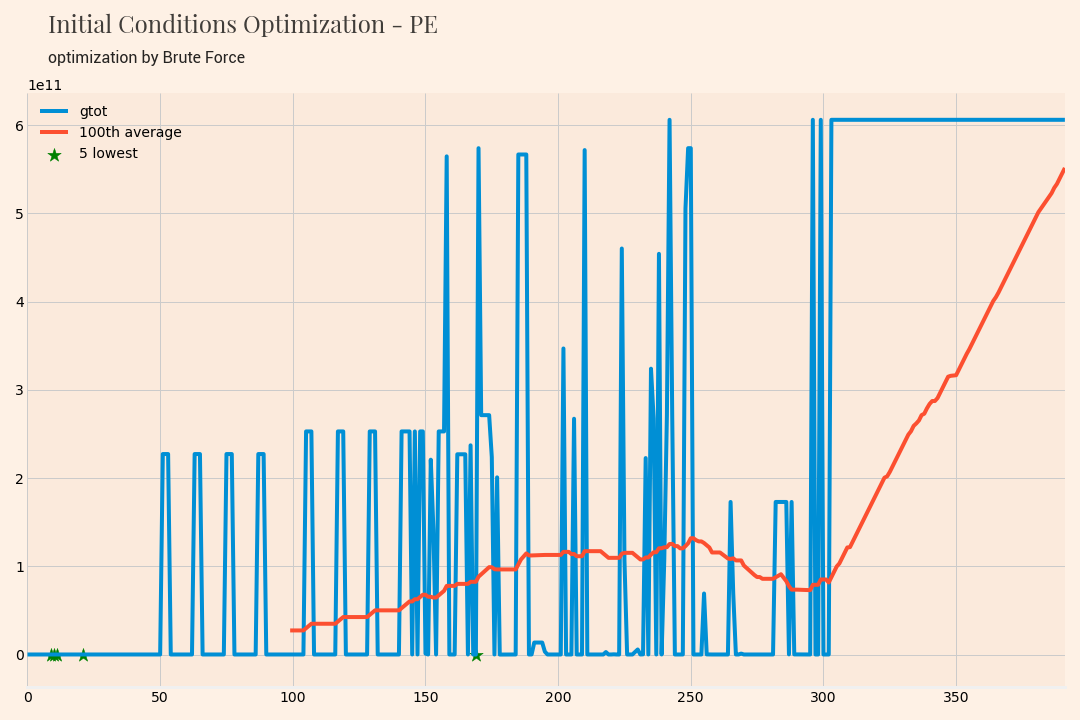 Initial Conditions Optimization - PE
optimization by Brute Force
1e11
gtot
100th average
5 lowest
6
5
4
3
2
1
0
0 50 100 150 200 250 300 350